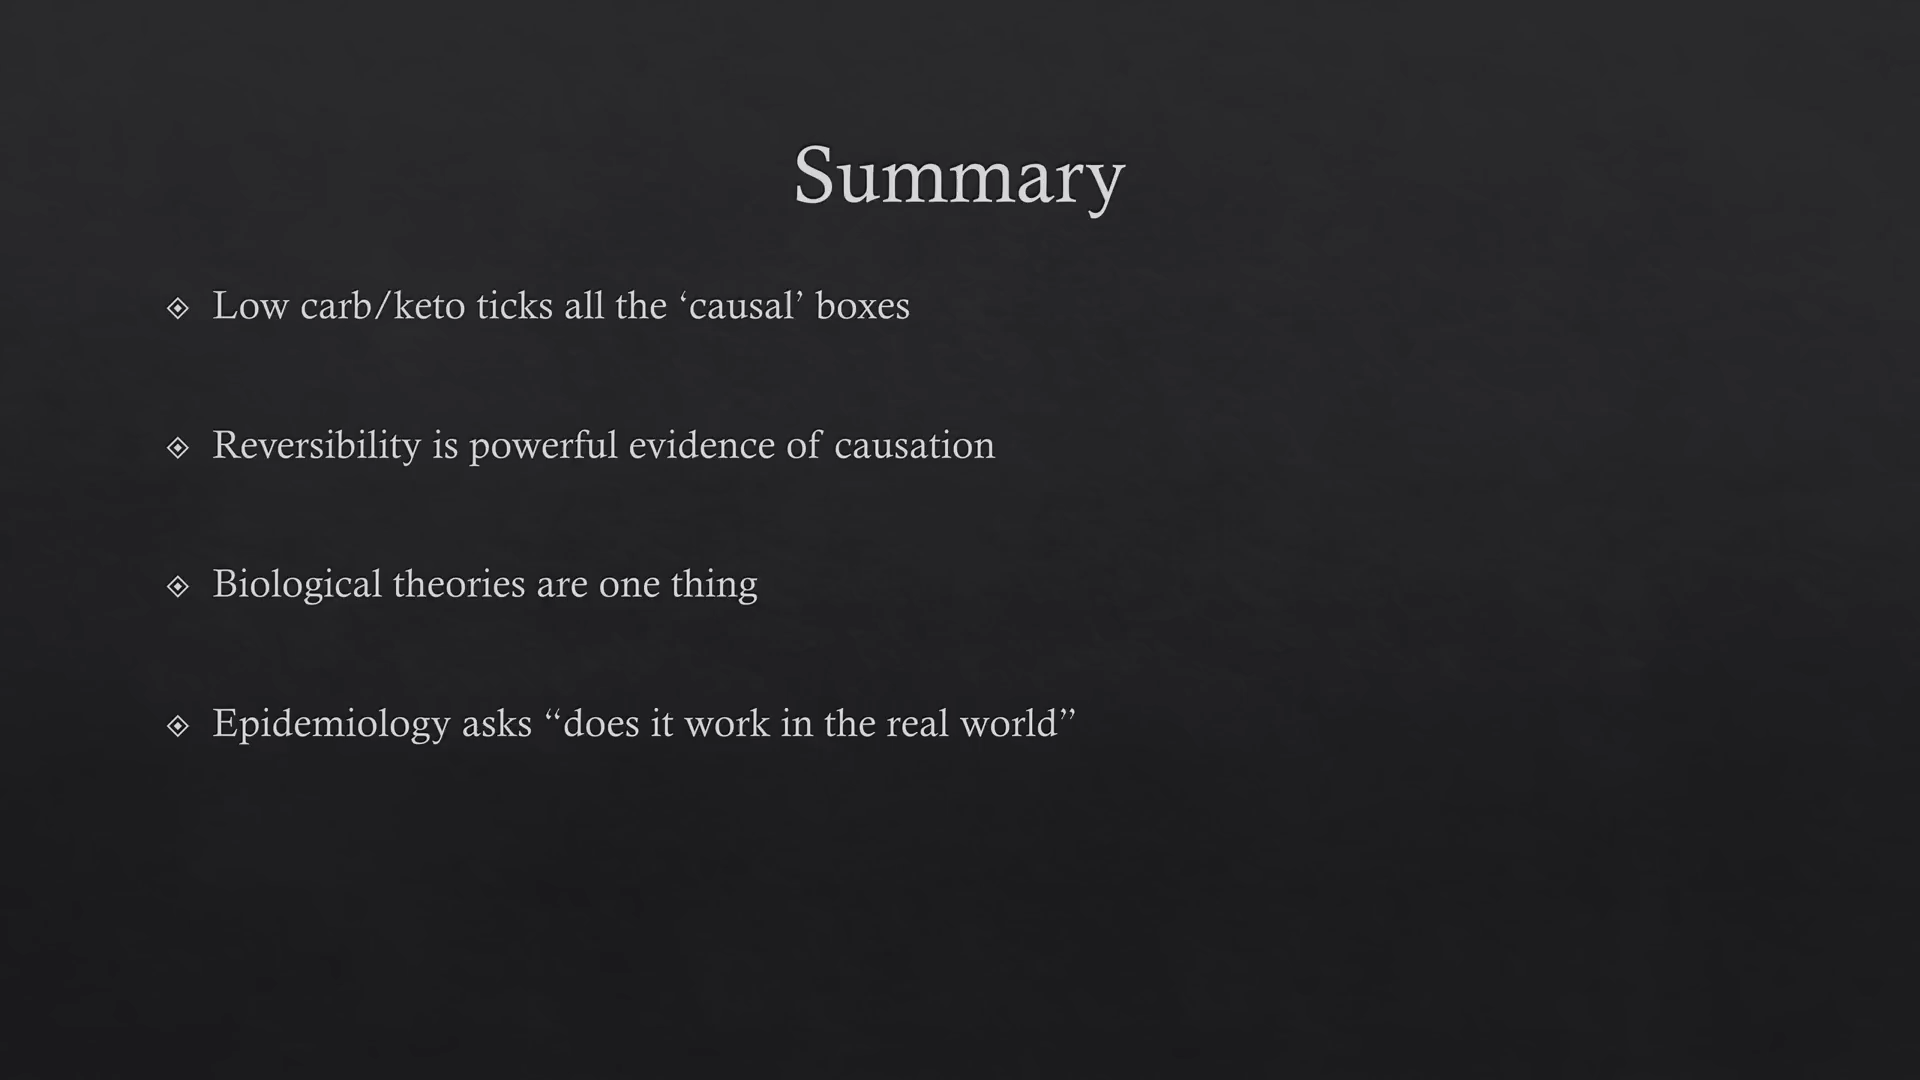 Summary
Low carb/keto ticks all the ‘causal’ boxes
Reversibility is powerful evidence of causation
Biological theories are one thing
Epidemiology asks “does it work in the real world”